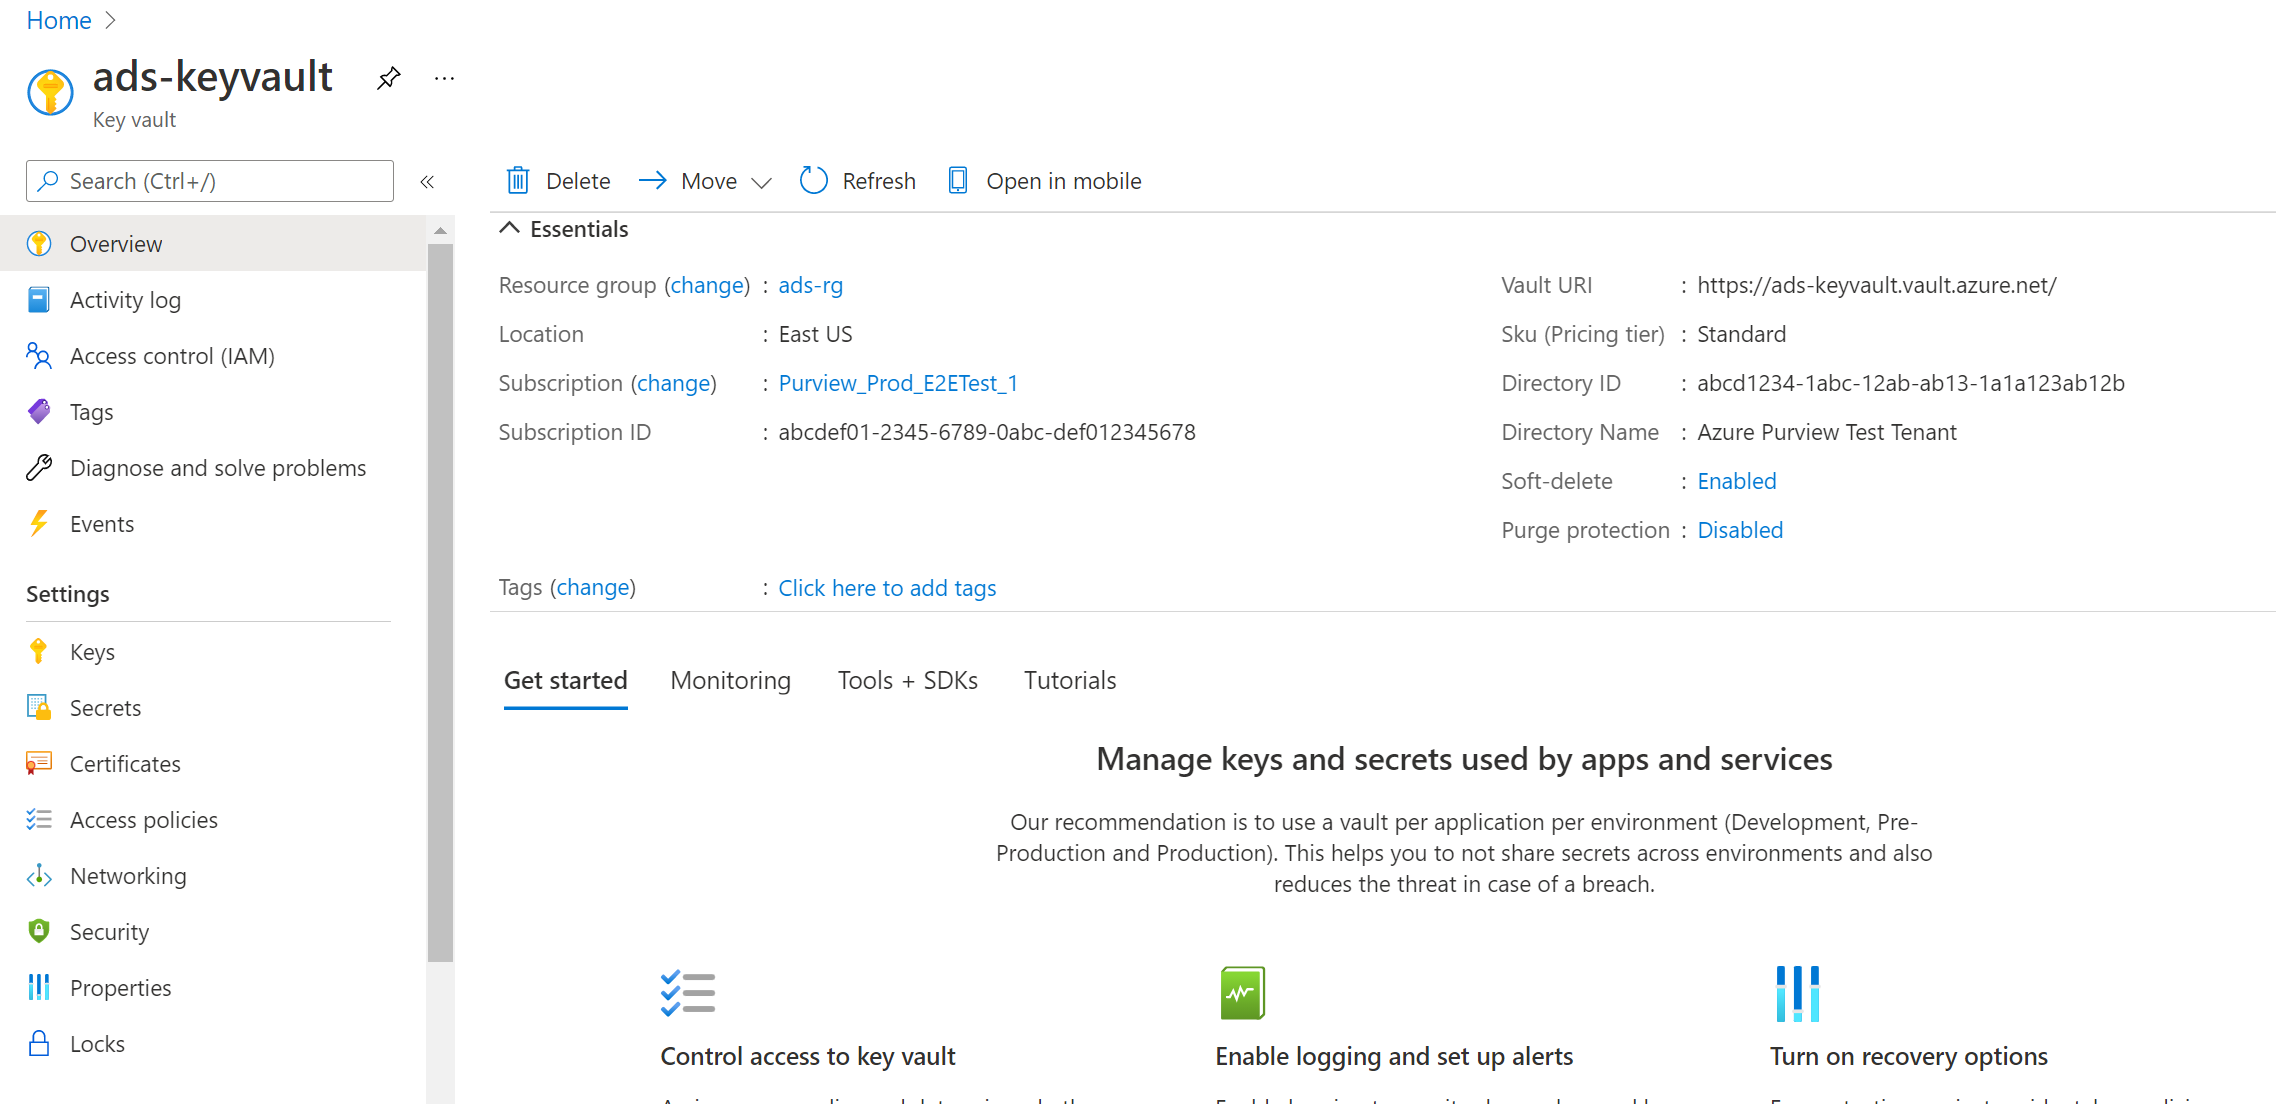 Home >
ads-keyvault ...
Key vault
Search (Ctrl+/) «
Overview
Activity log
Access control (IAM)
Tags
Diagnose and solve problems
Events
Settings
Keys
Secrets
Certificates
Access policies
Networking
Security
Properties
Locks
Delete Move Refresh Open in mobile
Essentials
Resource group (change) : ads-rg
Location : East US
Subscription (change) : Purview_Prod_E2ETest_1
Subscription ID : abcdef01-2345-6789-0abc-def012345678
Vault URI : https://ads-keyvault.vault.azure.net/
Sku (Pricing tier) : Standard
Directory ID : abcd1234-1abc-12ab-ab13-1a1a123ab12b
Directory Name : Azure Purview Test Tenant
Soft-delete : Enabled
Purge protection : Disabled
Tags (change) : Click here to add tags
Get started Monitoring Tools + SDKs Tutorials
Manage keys and secrets used by apps and services
Our recommendation is to use a vault per application per environment (Development, Pre-
Production and Production). This helps you to not share secrets across environments and also
reduces the threat in case of a breach.
Control access to key vault
Enable logging and set up alerts
Turn on recovery options